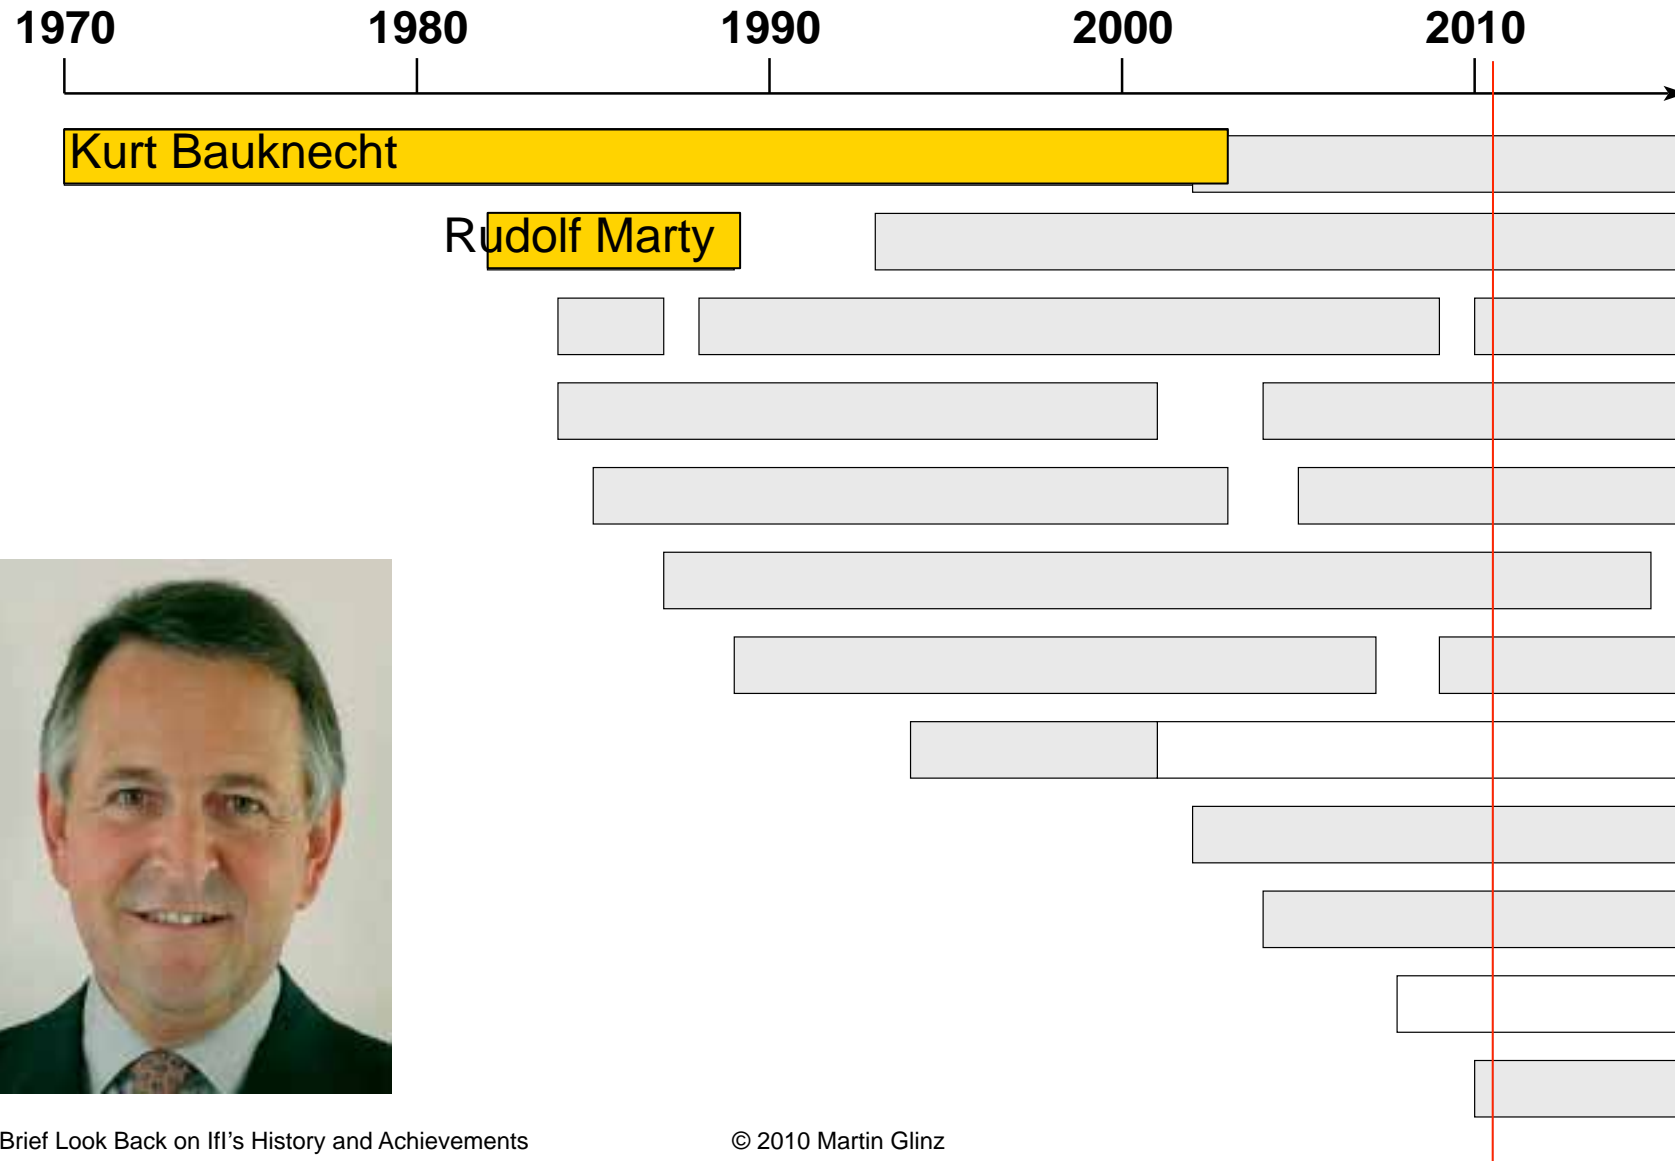 1970 1980 1990 2000 2010
Kurt Bauknecht
Rudolf Marty
Brief Look Back on IfI's History and Achievements © 2010 Martin Glinz